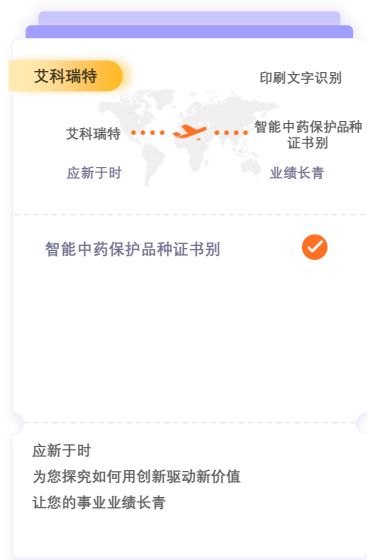 艾科瑞特
印刷文字识别
艾科瑞特
智能中药保护品种
证书别
应新于时
业绩长青
智能中药保护品种证书别
应新于时
为您探究如何用创新驱动新价值
让您的事业业绩长青